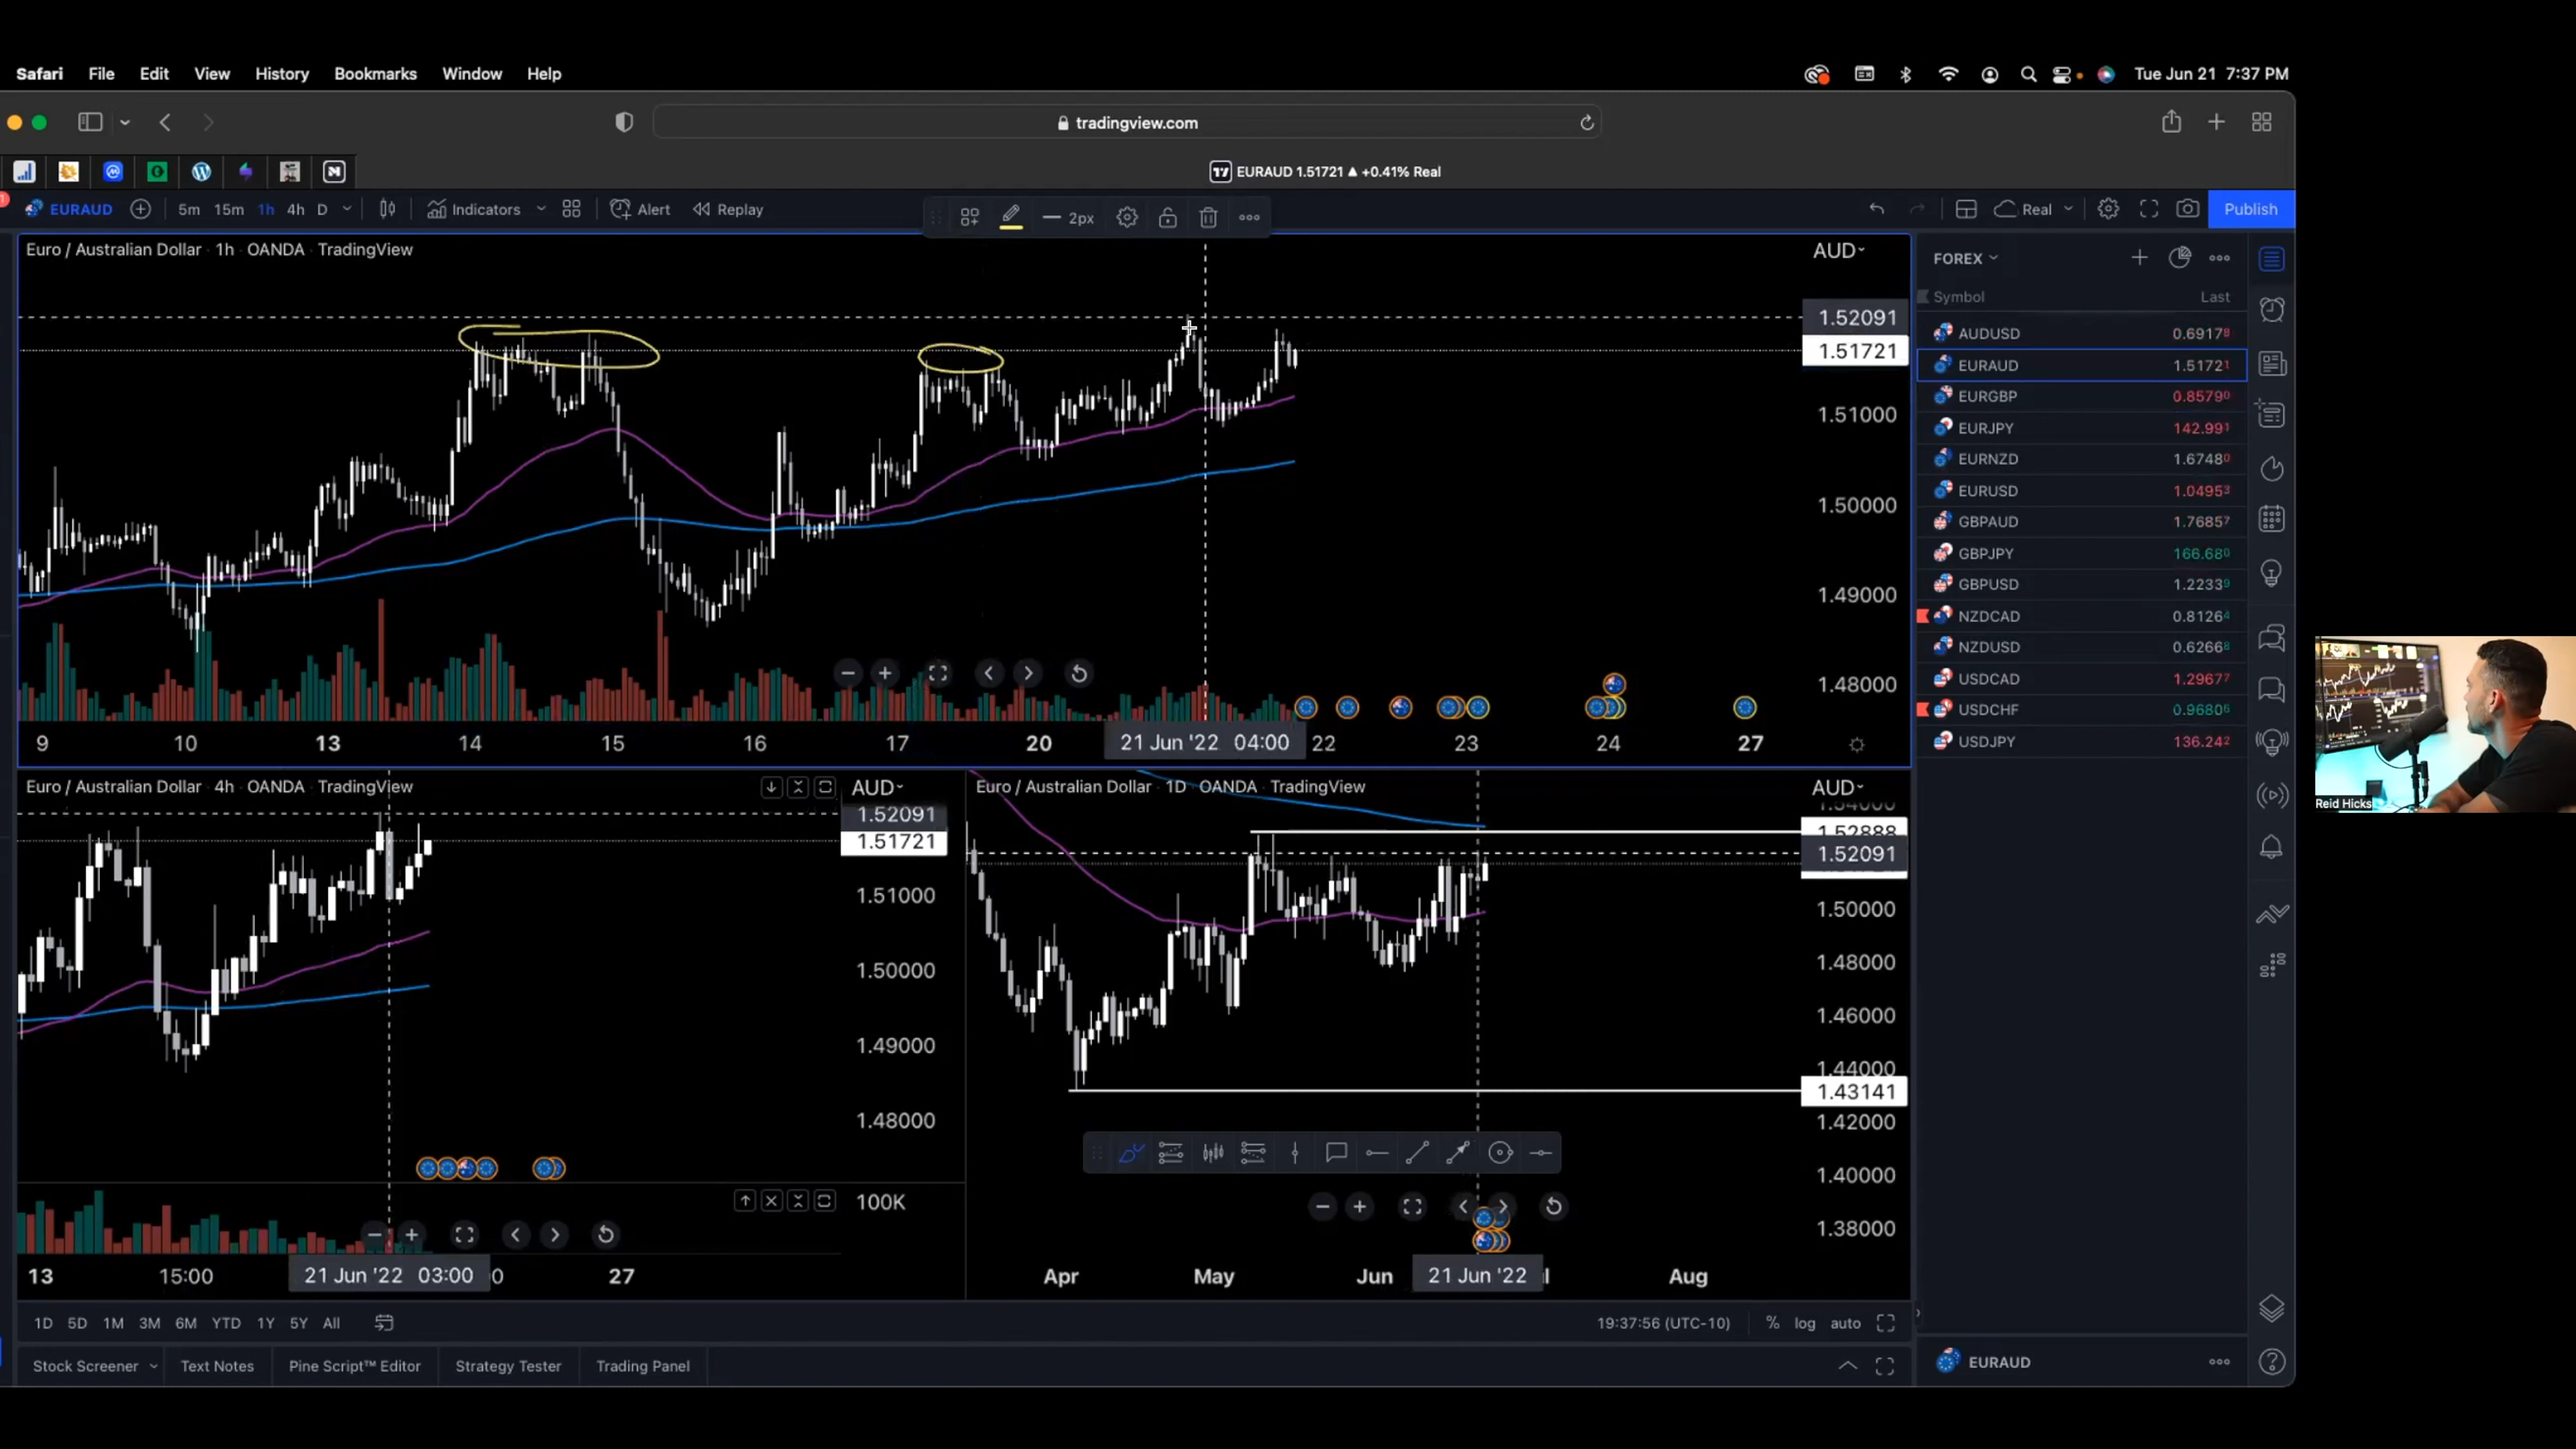 Safari File Edit View History Bookmarks Window Help Tue Jun 21 7:37 PM
tradingview.com
EURAUD 1.51721 ▲ +0.41% Real
EURAUD 5m 15m 1h 4h D Indicators Alert Replay 2px Real Publish
Euro / Australian Dollar · 1h · OANDA · TradingView
AUD
1.52091
1.51721
1.51000
1.50000
1.49000
1.48000
9 10 13 14 15 16 17 20 21 Jun '22 04:00 22 23 24 27
Euro / Australian Dollar · 4h · OANDA · TradingView
AUD
1.52091
1.51721
1.51000
1.50000
1.49000
1.48000
100K
13 15:00 21 Jun '22 03:00 27
Euro / Australian Dollar · 1D · OANDA · TradingView
AUD
1.52888
1.52091
1.50000
1.48000
1.46000
1.44000
1.43141
1.42000
1.40000
1.38000
Apr May Jun 21 Jun '22 Aug
1D 5D 1M 3M 6M YTD 1Y 5Y All 19:37:56 (UTC-10) % log auto
Stock Screener Text Notes Pine Script™ Editor Strategy Tester Trading Panel
FOREX
Symbol Last
AUDUSD 0.69178
EURAUD 1.51721
EURGBP 0.85790
EURJPY 142.991
EURNZD 1.67480
EURUSD 1.04953
GBPAUD 1.76857
GBPJPY 166.680
GBPUSD 1.22339
NZDCAD 0.81264
NZDUSD 0.62668
USDCAD 1.29677
USDCHF 0.96806
USDJPY 136.242
EURAUD
Reid Hicks